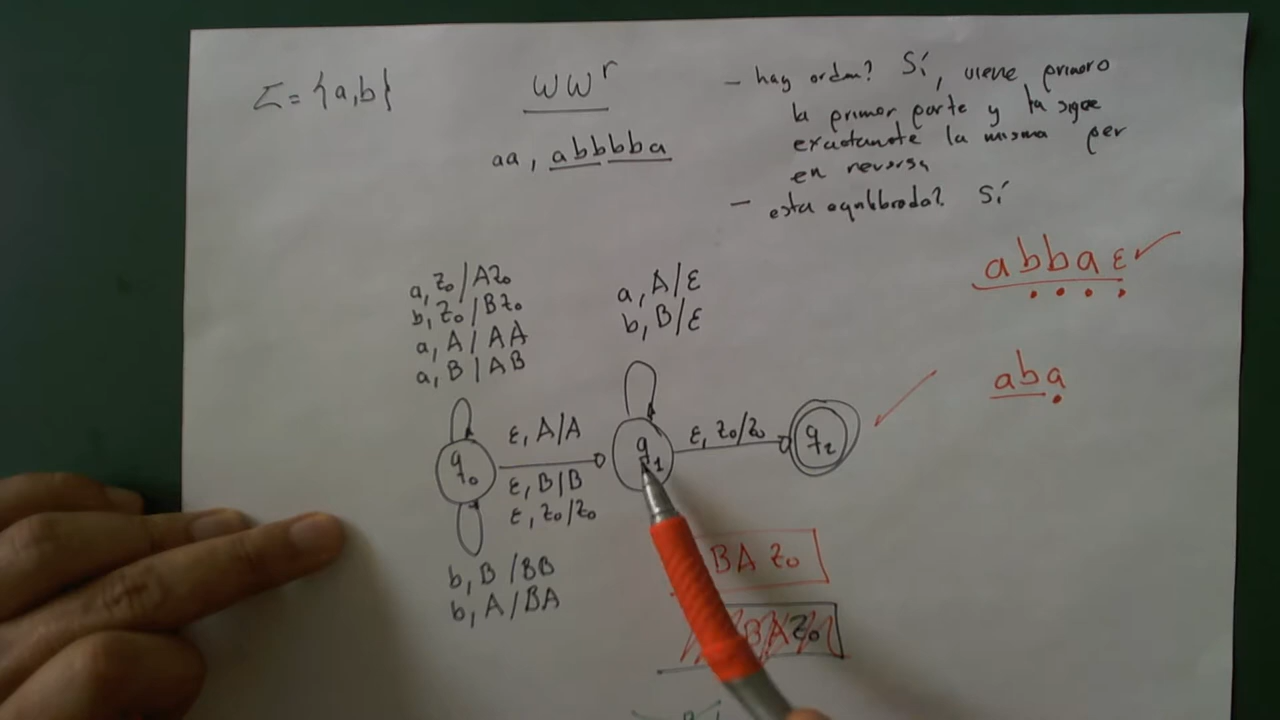 Σ = {a,b}
ww^r
aa, abbbba
- hay orden? Sí, viene primero
la primer parte y la sigue
exactamente la misma per
en reversa
- esta equilibrado? Sí
abbaε
aba
a, z₀/Az₀
b, z₀/Bz₀
a, A/AA
a, B/AB
a, A/ε
b, B/ε
q₀
ε, A/A
ε, B/B
ε, z₀/z₀
q₁
ε, z₀/z₀
q₂
b, B/BB
b, A/BA
BA z₀
BAz₀